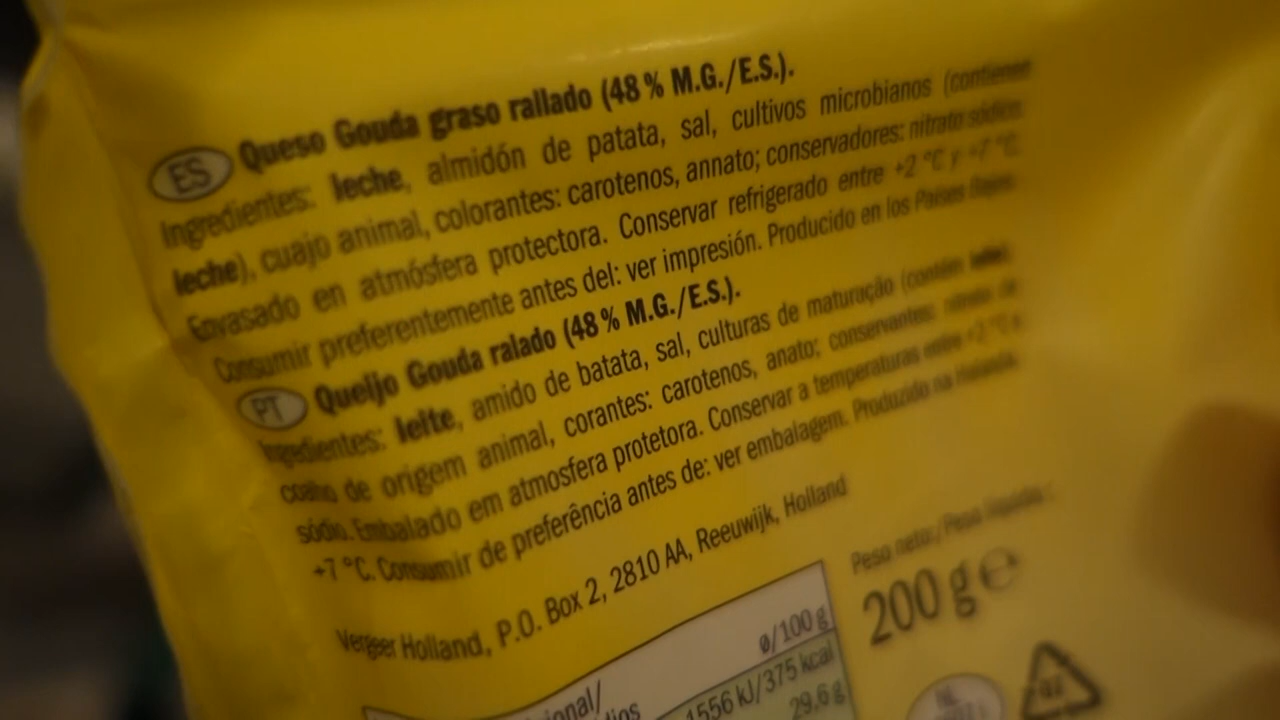 ES Queso Gouda graso rallado (48% M.G./E.S.).
Ingredientes: leche, almidón de patata, sal, cultivos microbianos (contienen
leche), cuajo animal, colorantes: carotenos, annato; conservadores: nitrato sódico.
Envasado en atmósfera protectora. Conservar refrigerado entre +2 °C y +7 °C.
Consumir preferentemente antes del: ver impresión. Producido en los Países Bajos.
PT Queijo Gouda ralado (48% M.G./E.S.).
Ingredientes: leite, amido de batata, sal, culturas de maturação (contém leite),
coalho de origem animal, corantes: carotenos, anato; conservantes: nitrato de
sódio. Embalado em atmosfera protetora. Conservar a temperaturas entre +2 °C e
+7 °C. Consumir de preferência antes de: ver embalagem. Produzido na Holanda.
Vergeer Holland, P.O. Box 2, 2810 AA, Reeuwijk, Holland
Peso neto:/Peso líquido:
200 g e
ø/100 g
1556 kJ/375 kcal
29,6 g
NL